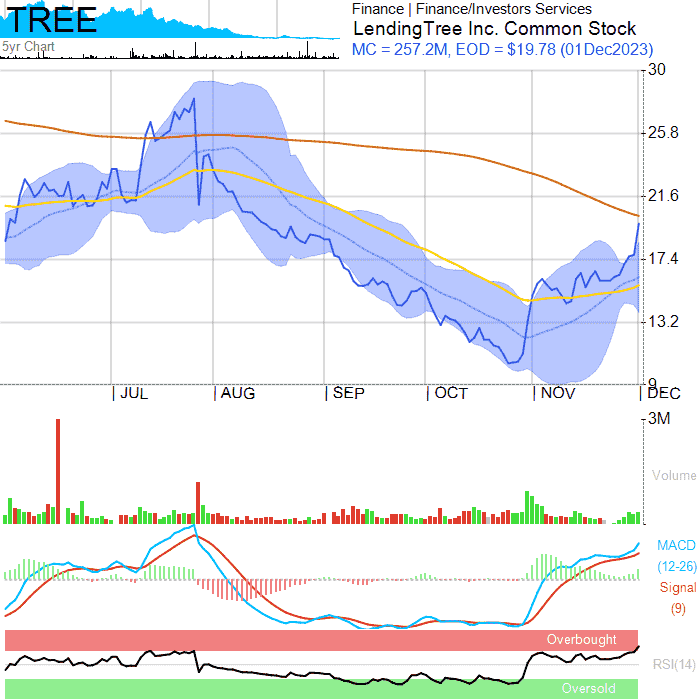 TREE
5yr Chart
Finance | Finance/Investors Services
LendingTree Inc. Common Stock
MC = 257.2M, EOD = $19.78 (01Dec2023)
30
25.8
21.6
17.4
13.2
9
JUL AUG SEP OCT NOV DEC
3M
Volume
MACD
(12-26)
Signal
(9)
Overbought
RSI(14)
Oversold